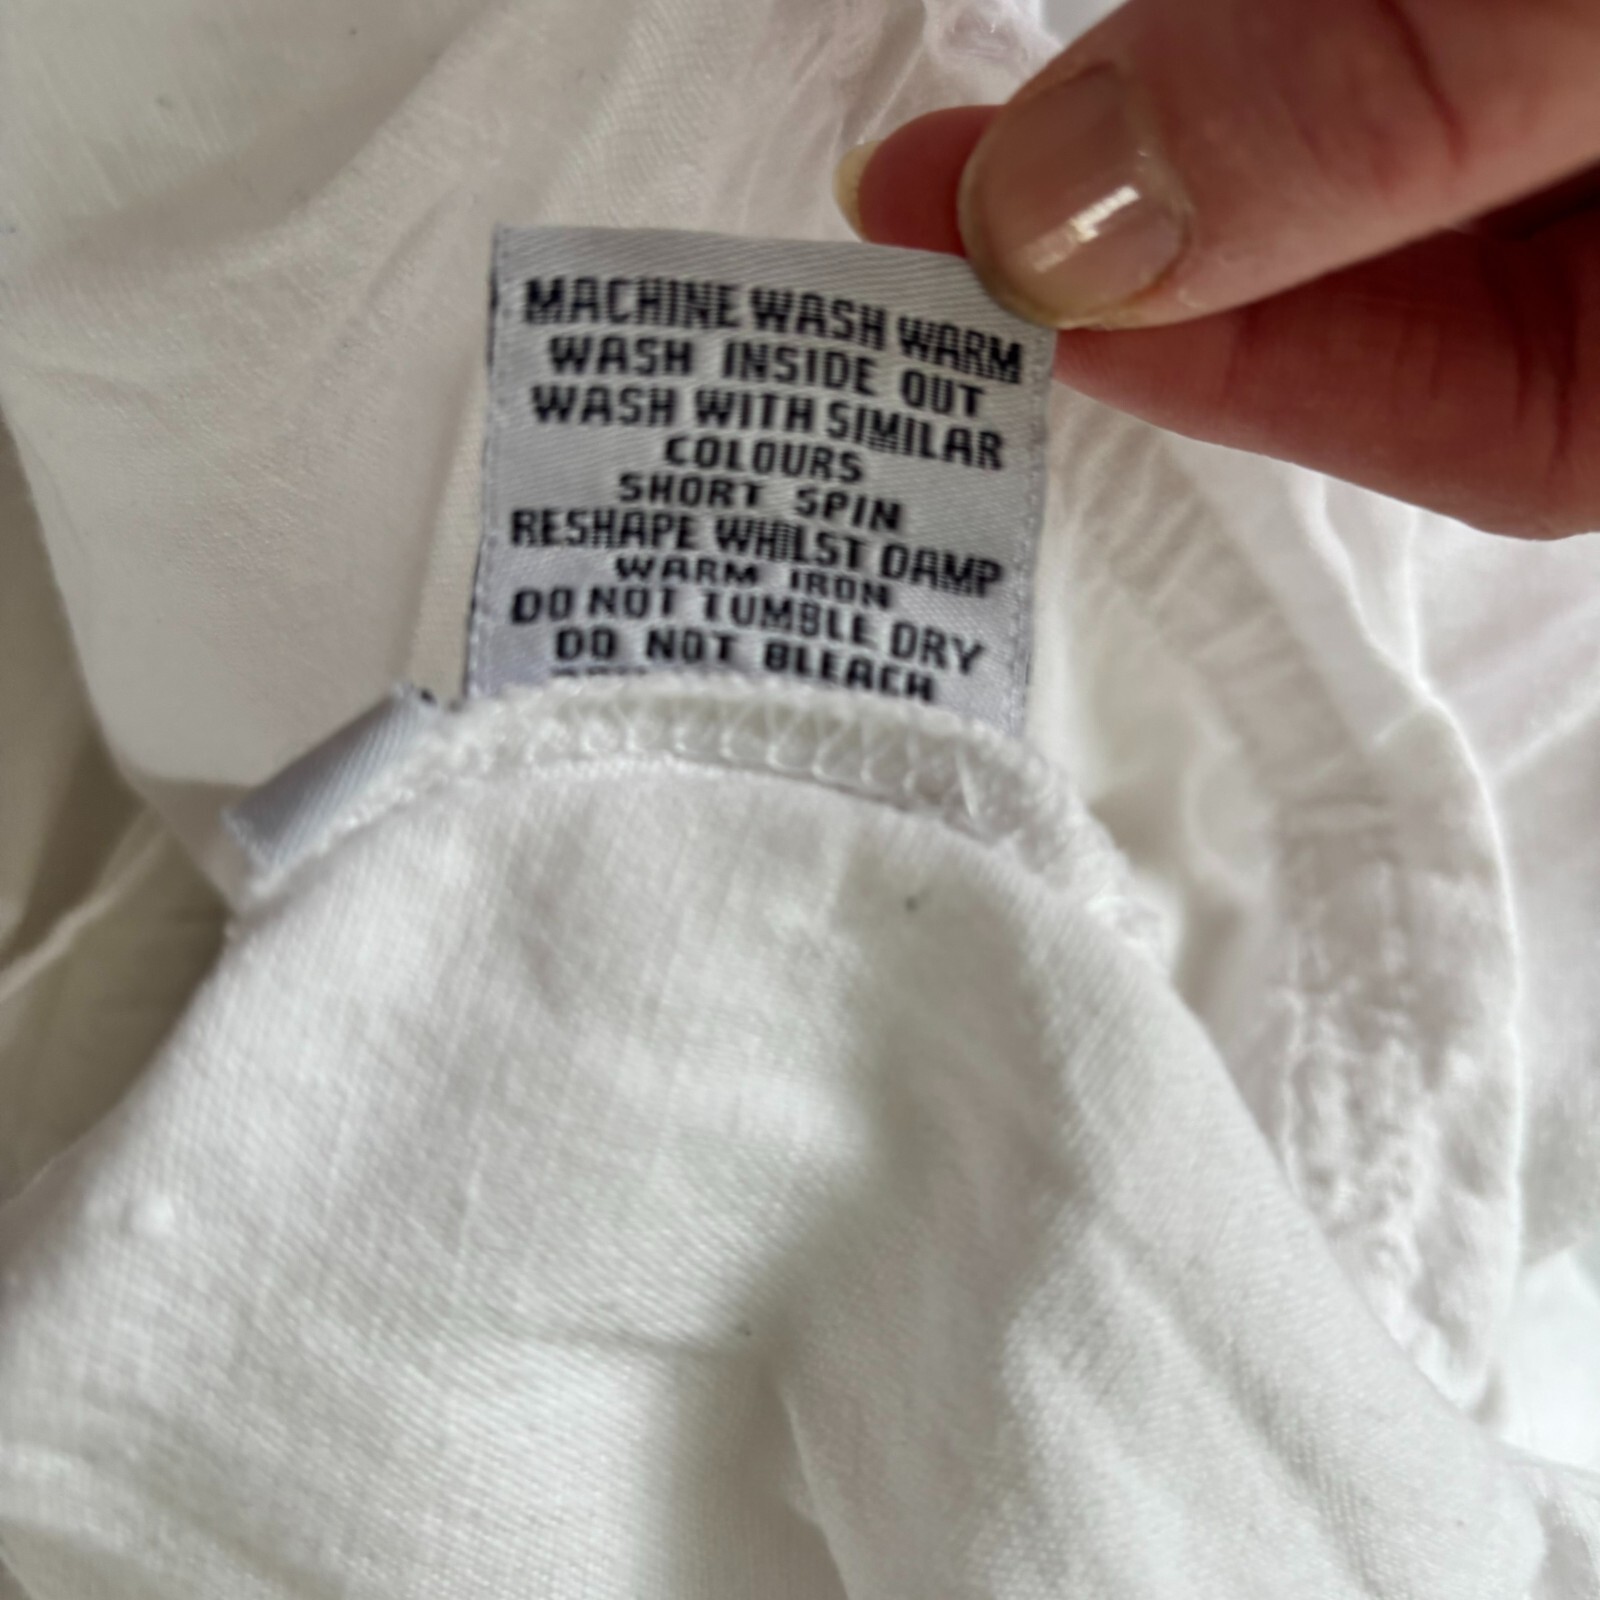 MACHINE WASH WARM
WASH INSIDE OUT
WASH WITH SIMILAR
COLOURS
SHORT SPIN
RESHAPE WHILST DAMP
WARM IRON
DO NOT TUMBLE DRY
DO NOT BLEACH